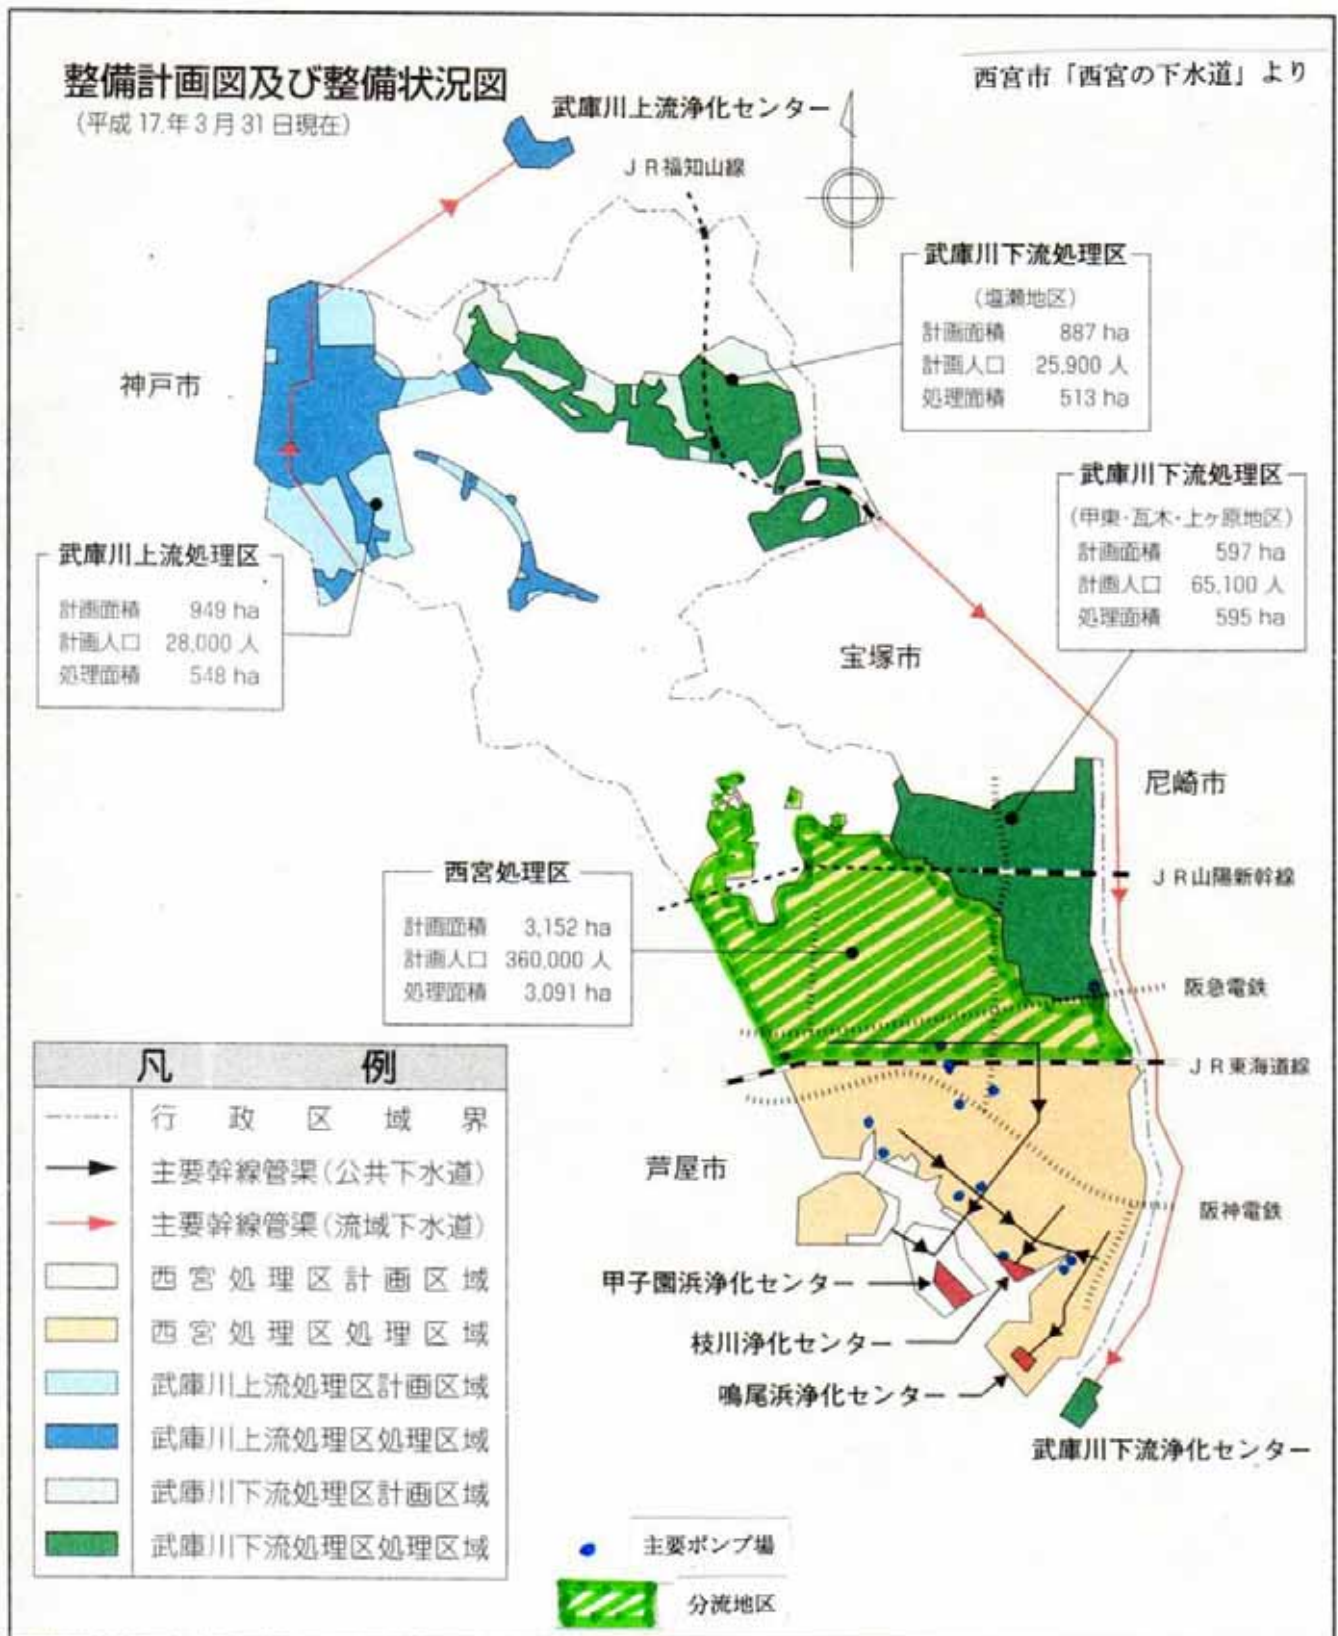 整備計画図及び整備状況図
(平成17.年3月31日現在)
西宮市「西宮の下水道」より
武庫川上流浄化センター
JR福知山線
武庫川下流処理区
(塩瀬地区)
計画面積 887 ha
計画人口 25,900 人
処理面積 513 ha
神戸市
武庫川下流処理区
(甲東・瓦木・上ヶ原地区)
計画面積 597 ha
計画人口 65,100 人
処理面積 595 ha
武庫川上流処理区
計画面積 949 ha
計画人口 28,000 人
処理面積 548 ha
宝塚市
尼崎市
西宮処理区
計画面積 3,152 ha
計画人口 360,000 人
処理面積 3,091 ha
JR山陽新幹線
阪急電鉄
JR東海道線
芦屋市
阪神電鉄
甲子園浜浄化センター
枝川浄化センター
鳴尾浜浄化センター
武庫川下流浄化センター
凡例
行政区域界
主要幹線管渠(公共下水道)
主要幹線管渠(流域下水道)
西宮処理区計画区域
西宮処理区処理区域
武庫川上流処理区計画区域
武庫川上流処理区処理区域
武庫川下流処理区計画区域
武庫川下流処理区処理区域
主要ポンプ場
分流地区